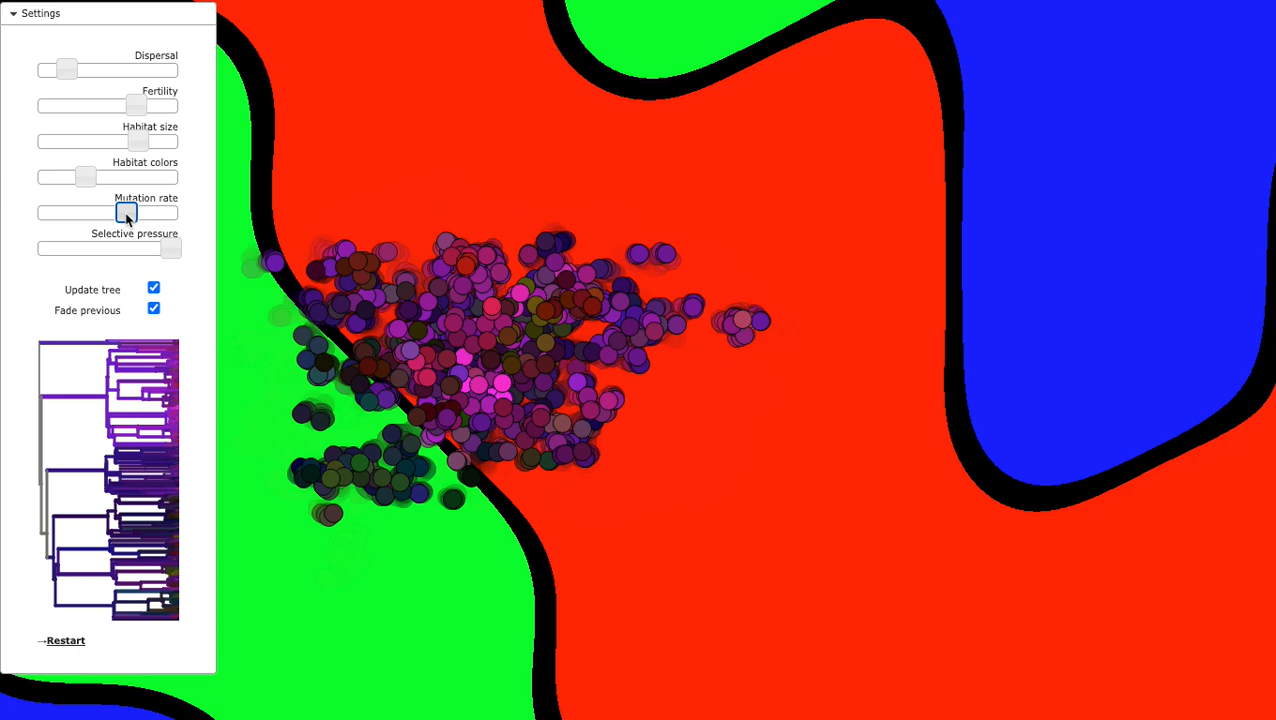 Settings
Dispersal
Fertility
Habitat size
Habitat colors
Mutation rate
Selective pressure
Update tree
Fade previous
→Restart